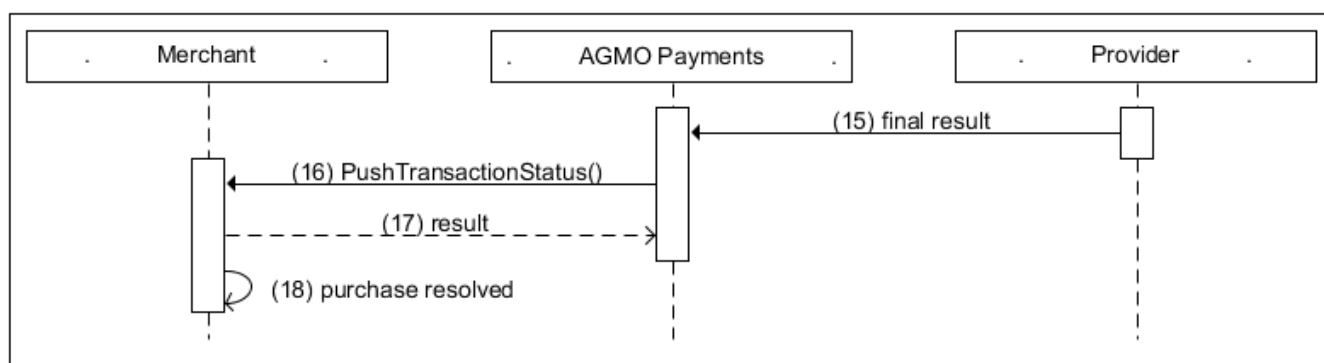 . Merchant .
. AGMO Payments .
. Provider .
(15) final result
(16) PushTransactionStatus()
(17) result
(18) purchase resolved